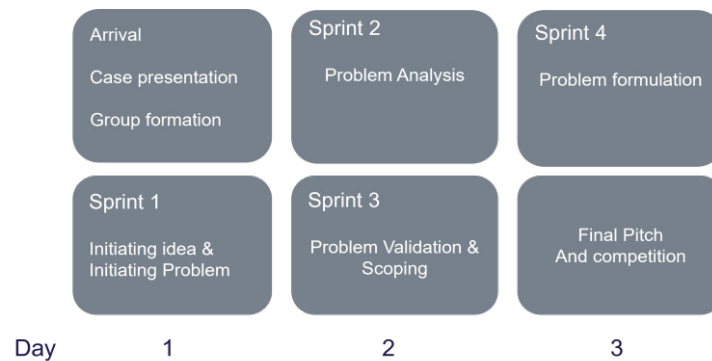 Arrival
Case presentation
Group formation
Sprint 1
Initiating idea &
Initiating Problem
Sprint 2
Problem Analysis
Sprint 3
Problem Validation &
Scoping
Sprint 4
Problem formulation
Final Pitch
And competition
Day 1 2 3